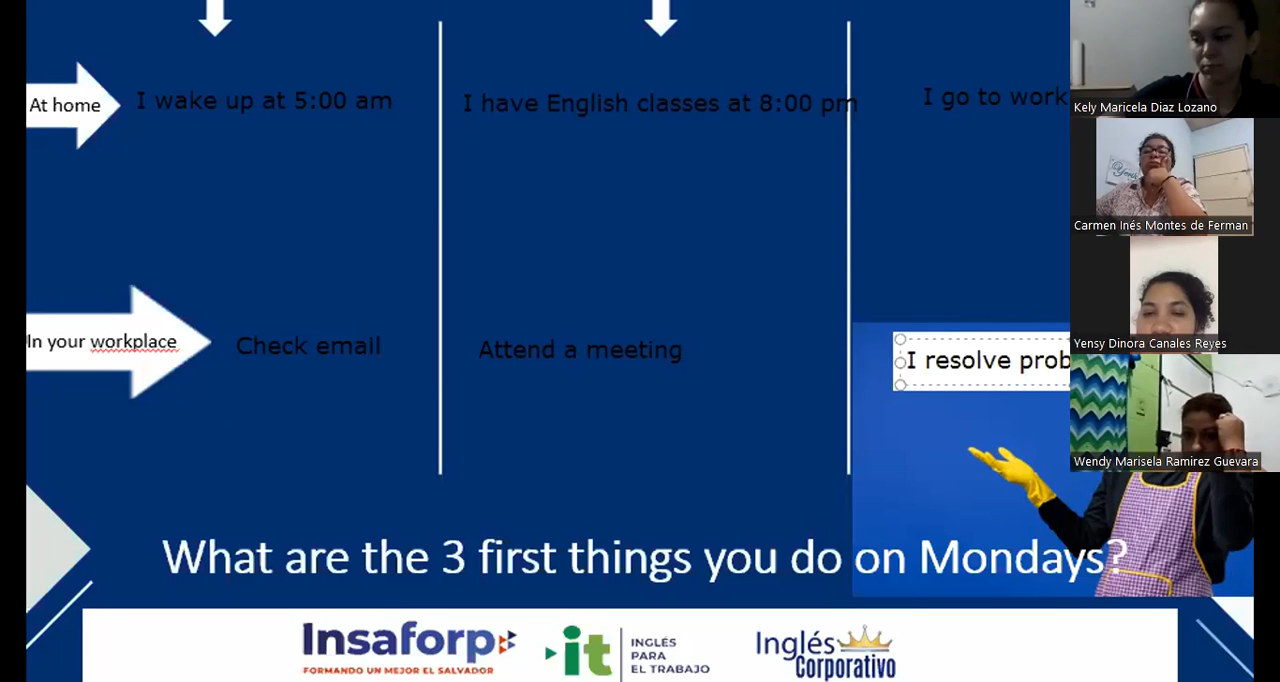 At home
I wake up at 5:00 am
I have English classes at 8:00 pm
I go to work
Kely Maricela Diaz Lozano
Carmen Inés Montes de Ferman
Yensy Dinora Canales Reyes
In your workplace
Check email
Attend a meeting
I resolve prob
Wendy Marisela Ramirez Guevara
What are the 3 first things you do on Mondays?
Insaforp
FORMANDO UN MEJOR EL SALVADOR
it
INGLÉS
PARA
EL TRABAJO
Inglés
Corporativo